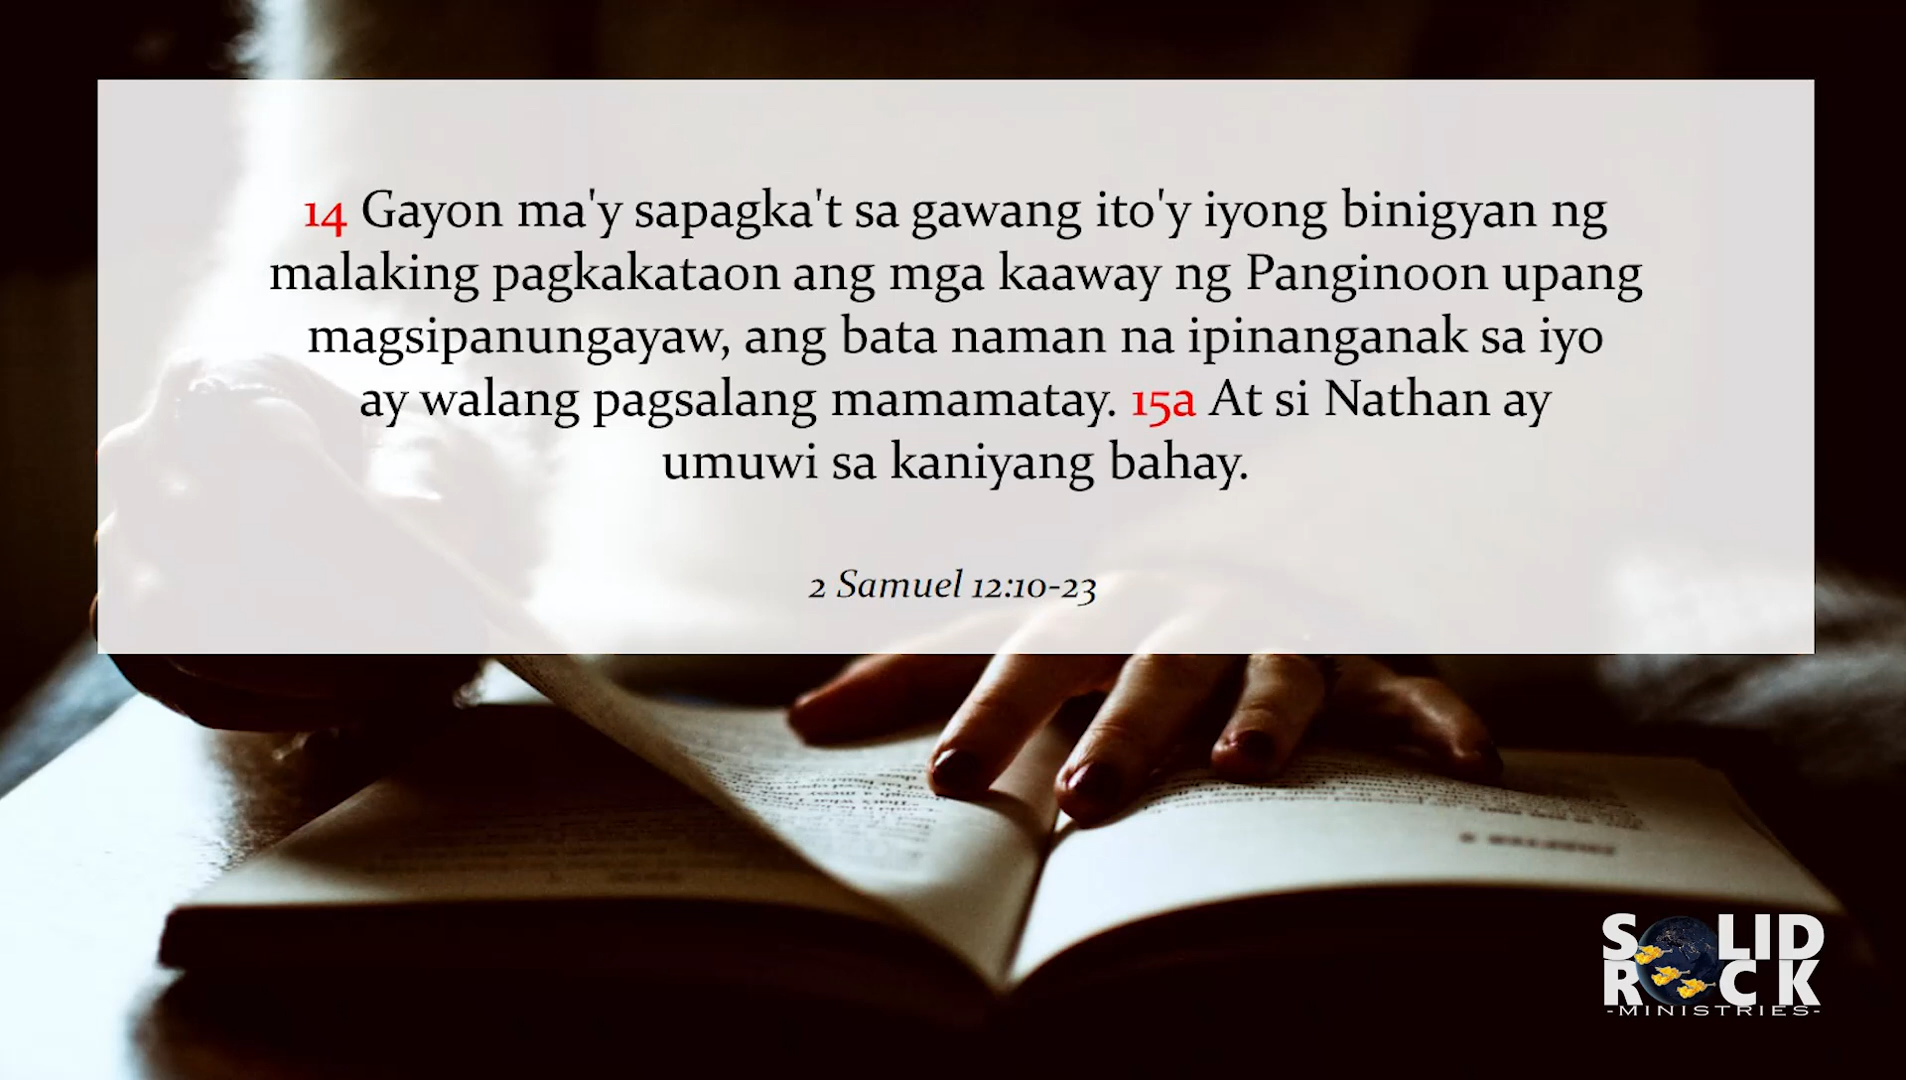 14 Gayon ma'y sapagka't sa gawang ito'y iyong binigyan ng
malaking pagkakataon ang mga kaaway ng Panginoon upang
magsipanungayaw, ang bata naman na ipinanganak sa iyo
ay walang pagsalang mamamatay. 15a At si Nathan ay
umuwi sa kaniyang bahay.
2 Samuel 12:10-23
SOLID
ROCK
-MINISTRIES-